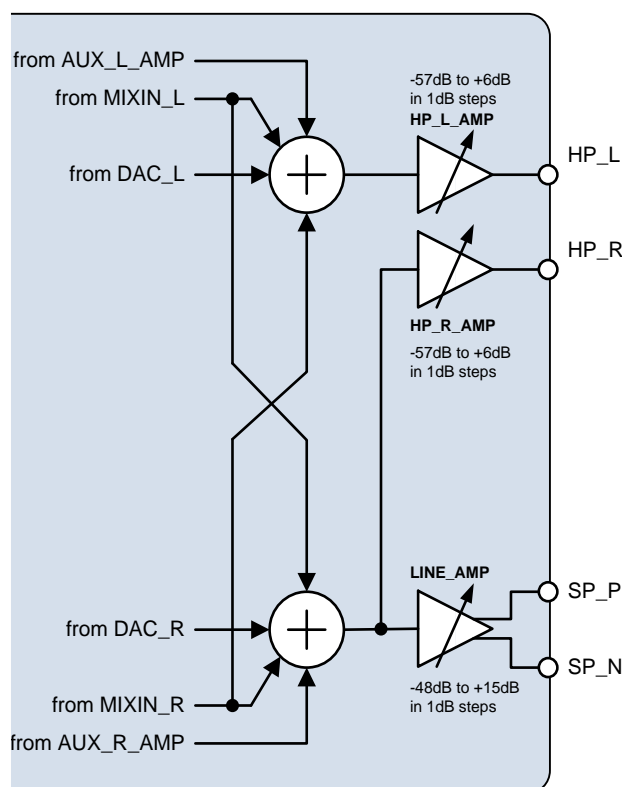 from AUX_L_AMP
from MIXIN_L
from DAC_L
-57dB to +6dB
in 1dB steps
HP_L_AMP
HP_L
HP_R
HP_R_AMP
-57dB to +6dB
in 1dB steps
LINE_AMP
SP_P
from DAC_R
SP_N
-48dB to +15dB
in 1dB steps
from MIXIN_R
from AUX_R_AMP